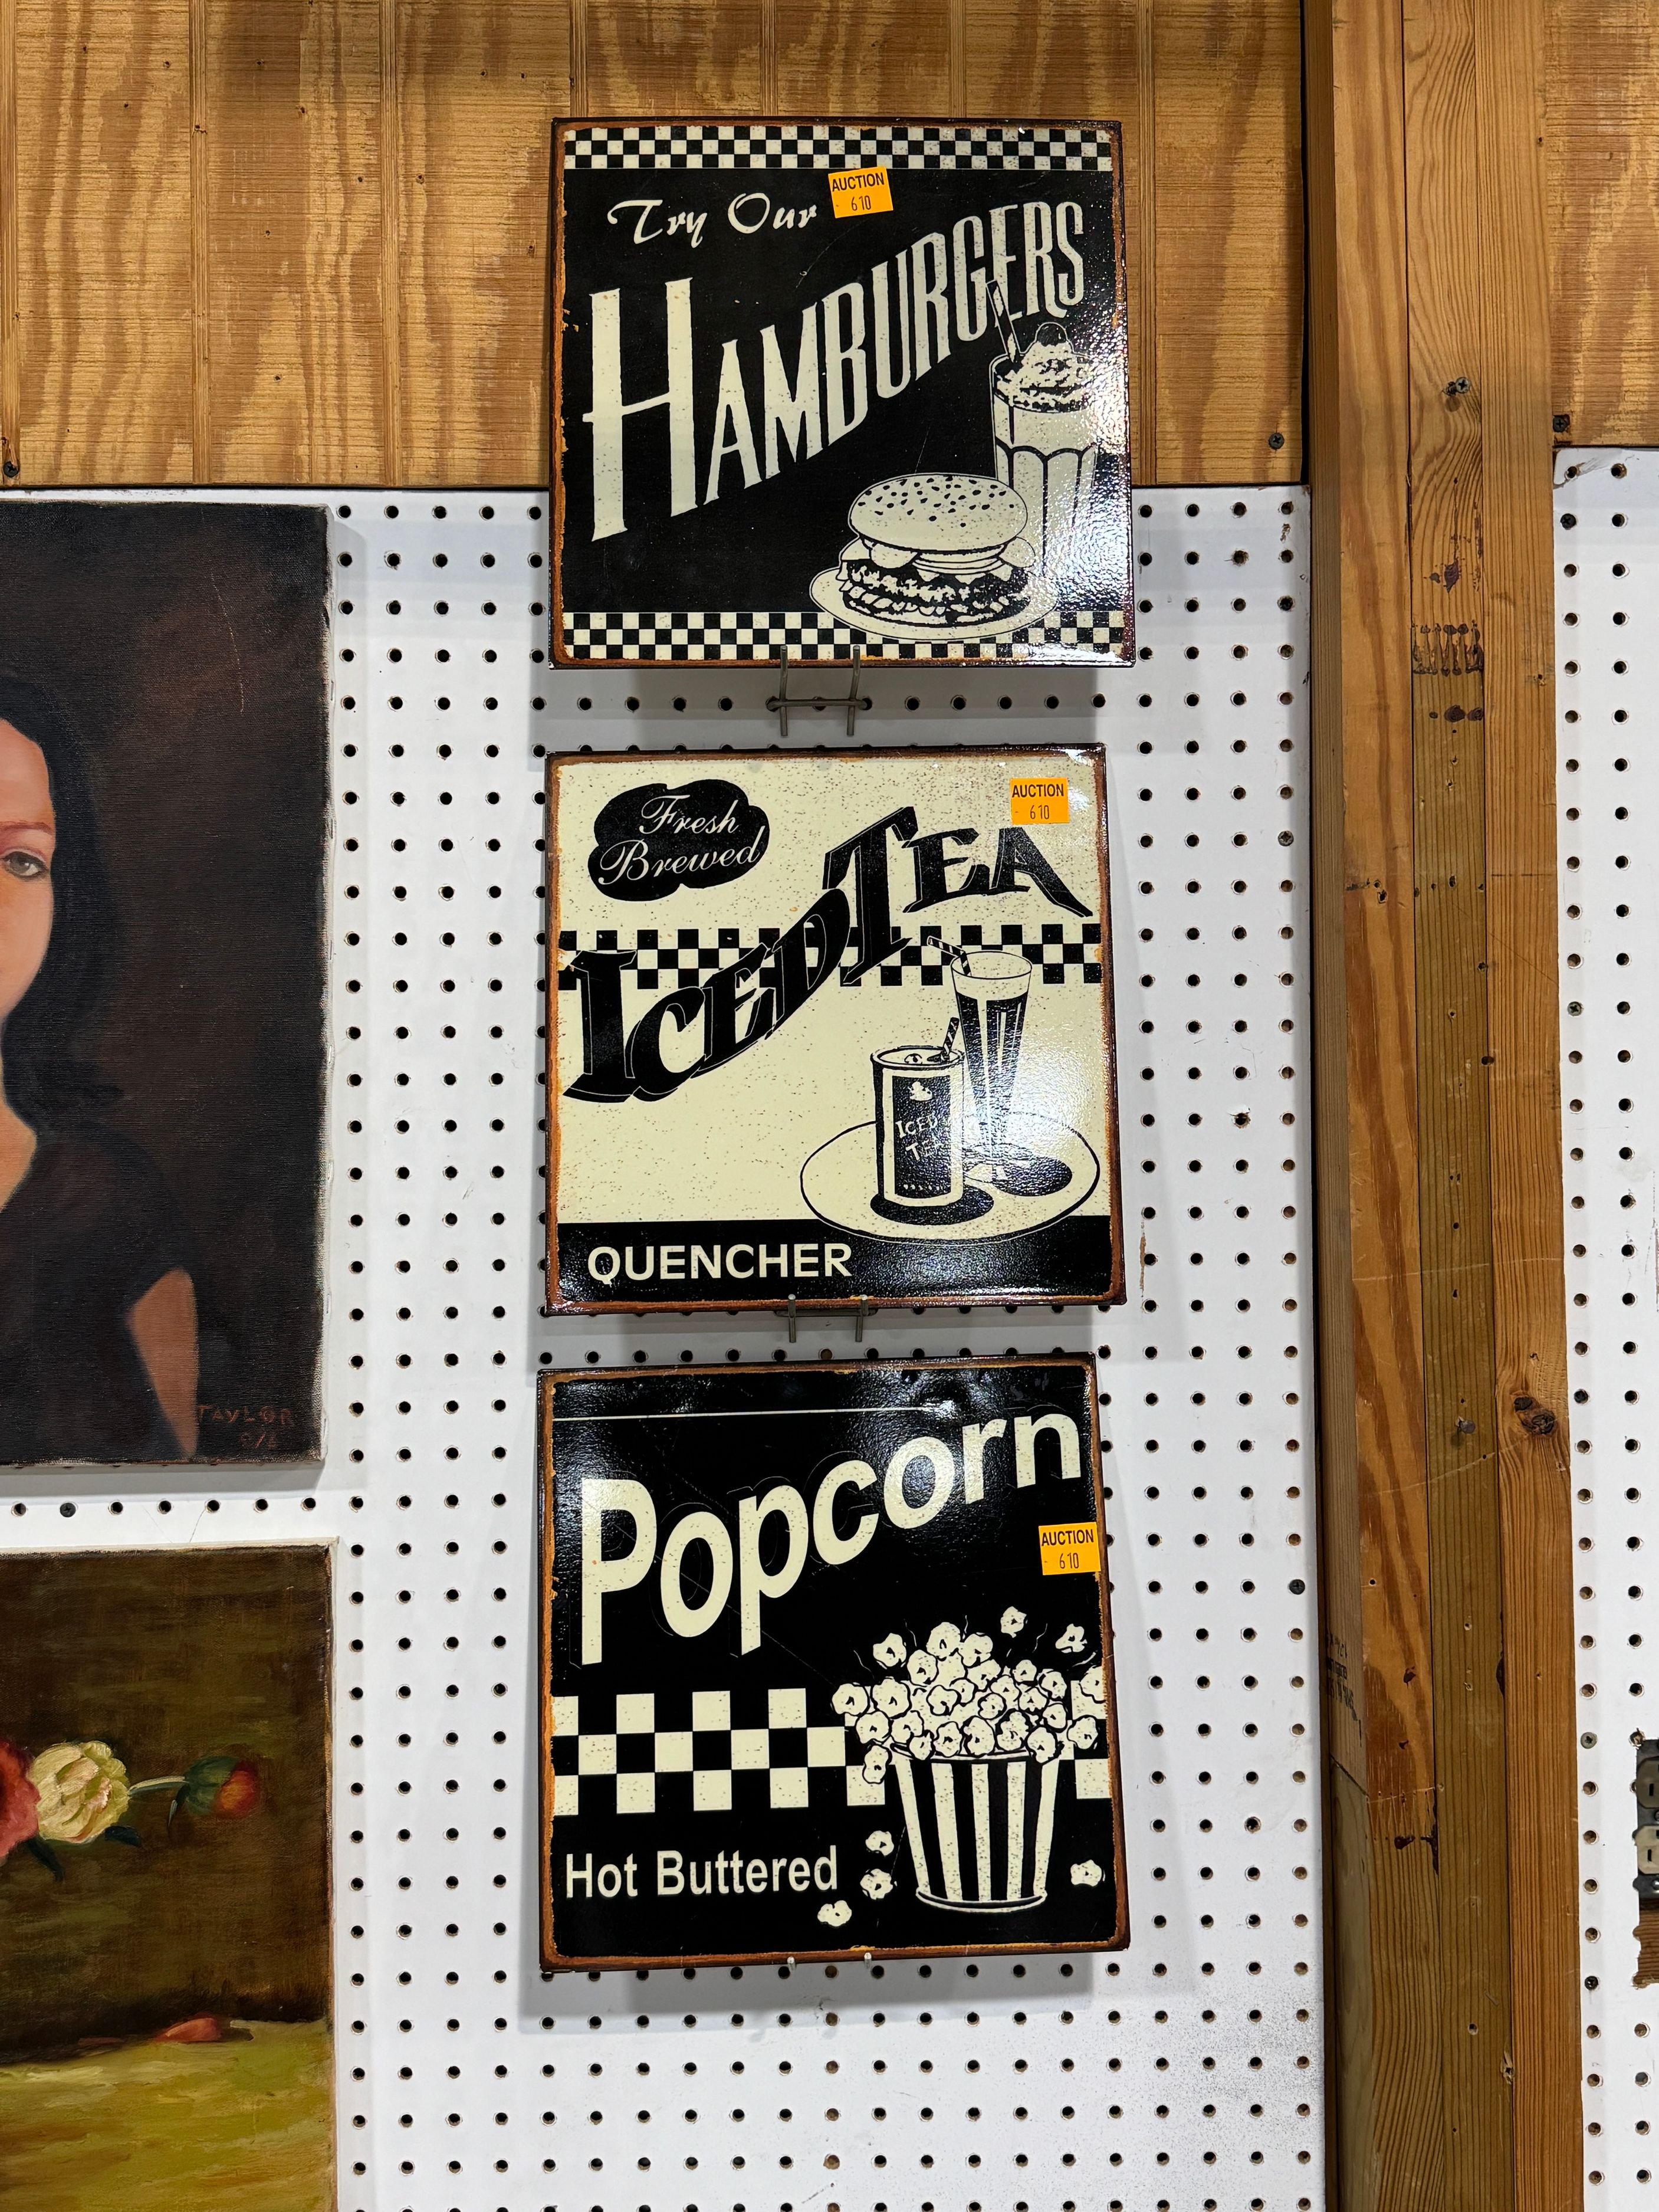 AUCTION
610
Try Our
HAMBURGERS
Fresh
Brewed
AUCTION
610
ICED TEA
ICED
TEA
QUENCHER
Popcorn
AUCTION
610
Hot Buttered
TAYLOR